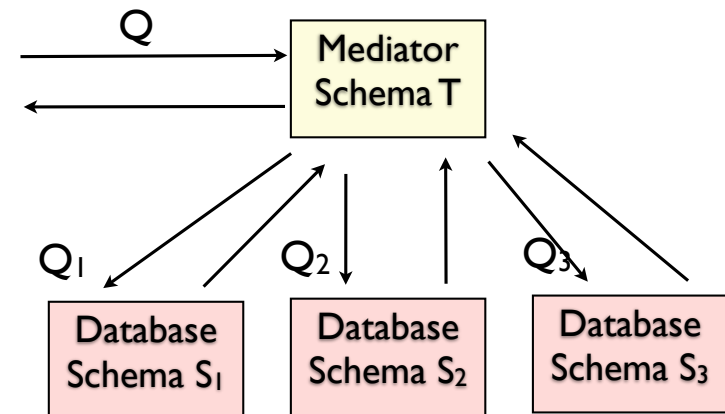 Q
Mediator
Schema T
Q₁
Q₂
Q₃
Database
Schema S₁
Database
Schema S₂
Database
Schema S₃